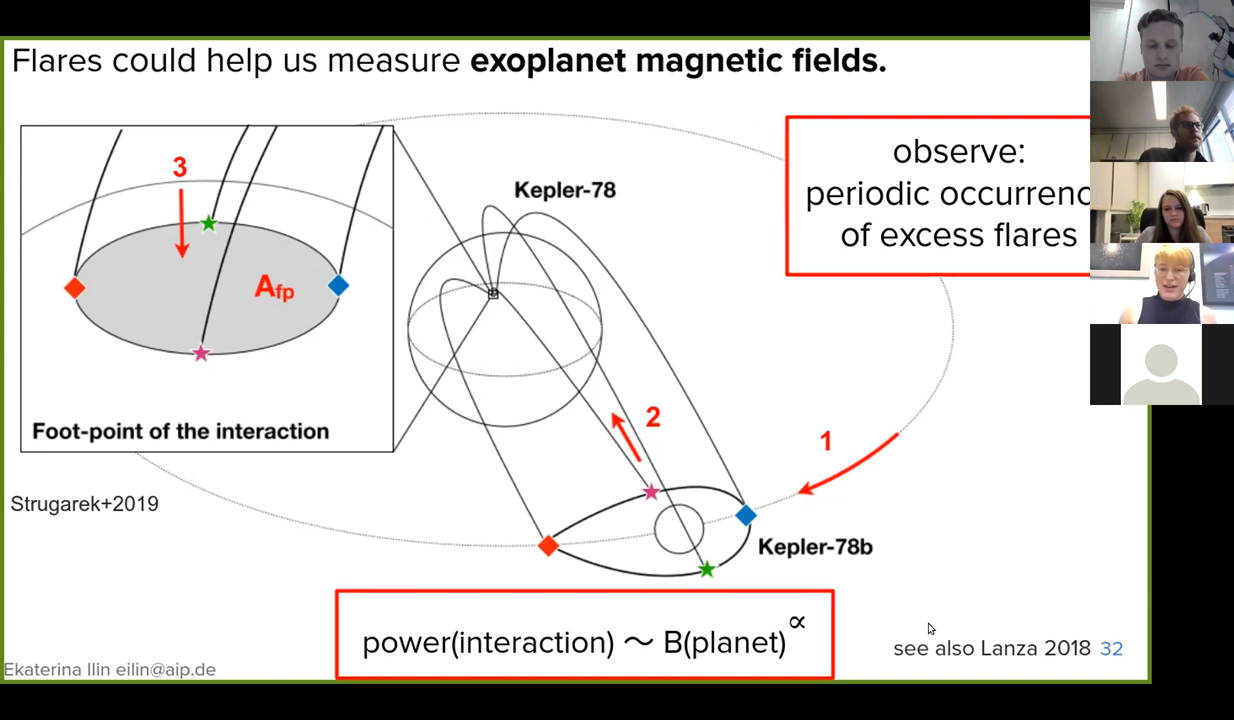 Flares could help us measure exoplanet magnetic fields.
observe:
periodic occurrenc
of excess flares
Kepler-78
3
A_fp
Foot-point of the interaction
2
1
Strugarek+2019
Kepler-78b
power(interaction) ～ B(planet)^∝
see also Lanza 2018 32
Ekaterina Ilin eilin@aip.de